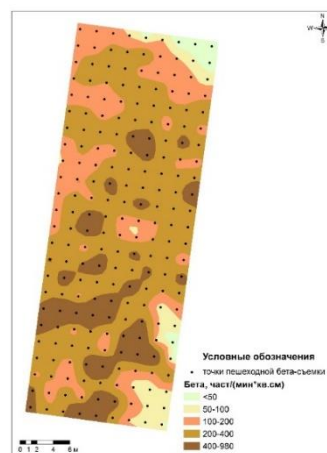 N
W E
S
Условные обозначения
точки пешеходной бета-съемки
Бета, част/(мин*кв.см)
<50
50-100
100-200
200-400
400-980
0 1 2 4 6 м